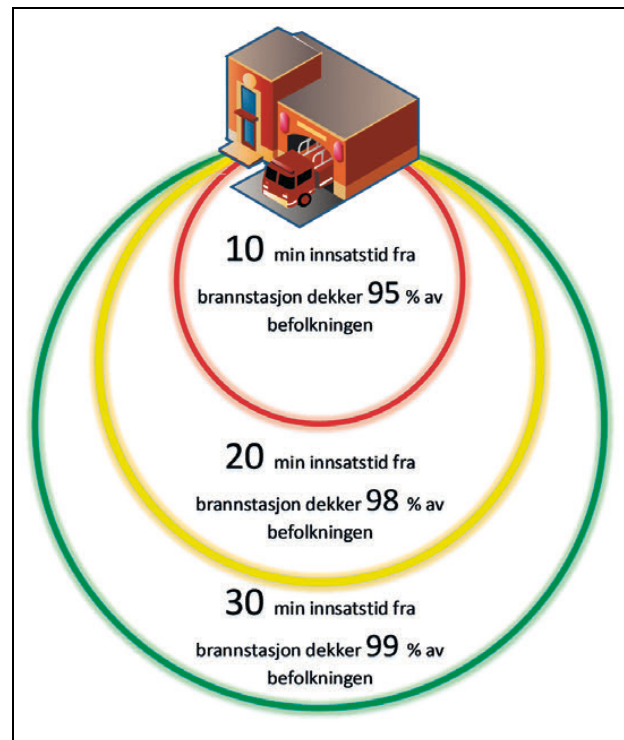 10 min innsatstid fra
brannstasjon dekker 95 % av
befolkningen
20 min innsatstid fra
brannstasjon dekker 98 % av
befolkningen
30 min innsatstid fra
brannstasjon dekker 99 % av
befolkningen